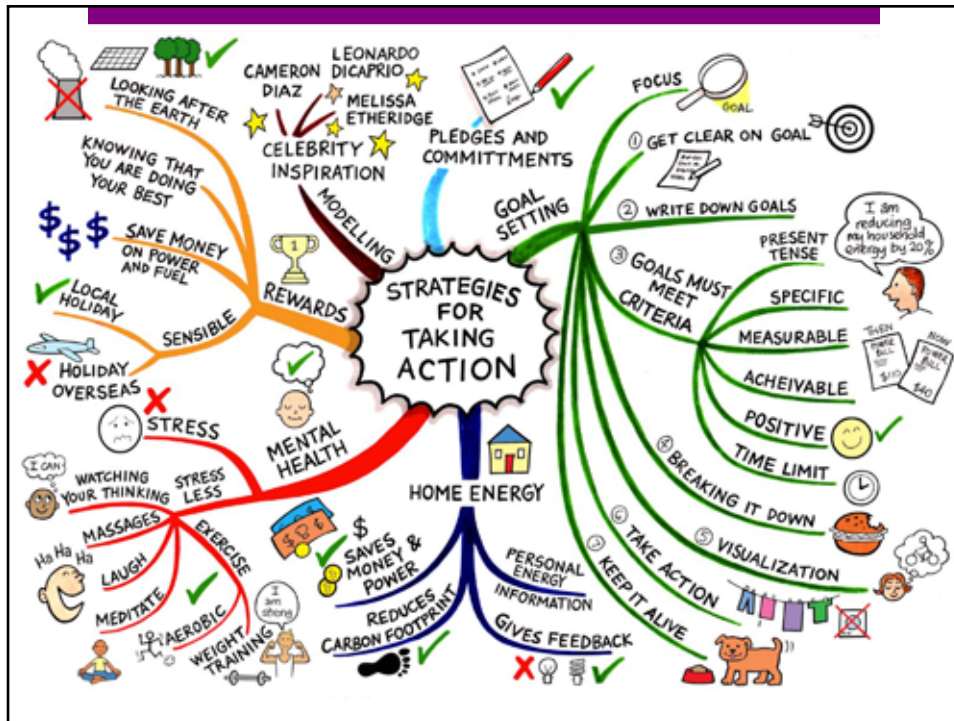 STRATEGIES
FOR
TAKING
ACTION
GOAL
SETTING
FOCUS
GOAL
① GET CLEAR ON GOAL
② WRITE DOWN GOALS
③ GOALS MUST
MEET
CRITERIA
PRESENT
TENSE
I am
reducing
my household
energy by 20%
SPECIFIC
MEASURABLE
THEN
POWER
BILL
$110
NOW
POWER
BILL
$40
ACHEIVABLE
POSITIVE
TIME LIMIT
④ BREAKING IT DOWN
⑤ VISUALIZATION
⑥ TAKE ACTION
⑦ KEEP IT ALIVE
HOME ENERGY
PERSONAL
ENERGY
INFORMATION
GIVES FEEDBACK
$
SAVES
MONEY &
POWER
REDUCES
CARBON FOOTPRINT
MENTAL
HEALTH
STRESS
STRESS
LESS
I CAN
WATCHING
YOUR THINKING
MASSAGES
Ha Ha Ha Ha
LAUGH
MEDITATE
EXERCISE
AEROBIC
WEIGHT
TRAINING
I
am
strong
REWARDS
1
LOOKING AFTER
THE EARTH
KNOWING THAT
YOU ARE DOING
YOUR BEST
$ $ $
SAVE MONEY
ON POWER
AND FUEL
SENSIBLE
LOCAL
HOLIDAY
HOLIDAY
OVERSEAS
MODELLING
CELEBRITY
INSPIRATION
CAMERON
DIAZ
LEONARDO
DICAPRIO
MELISSA
ETHERIDGE
PLEDGES AND
COMMITTMENTS